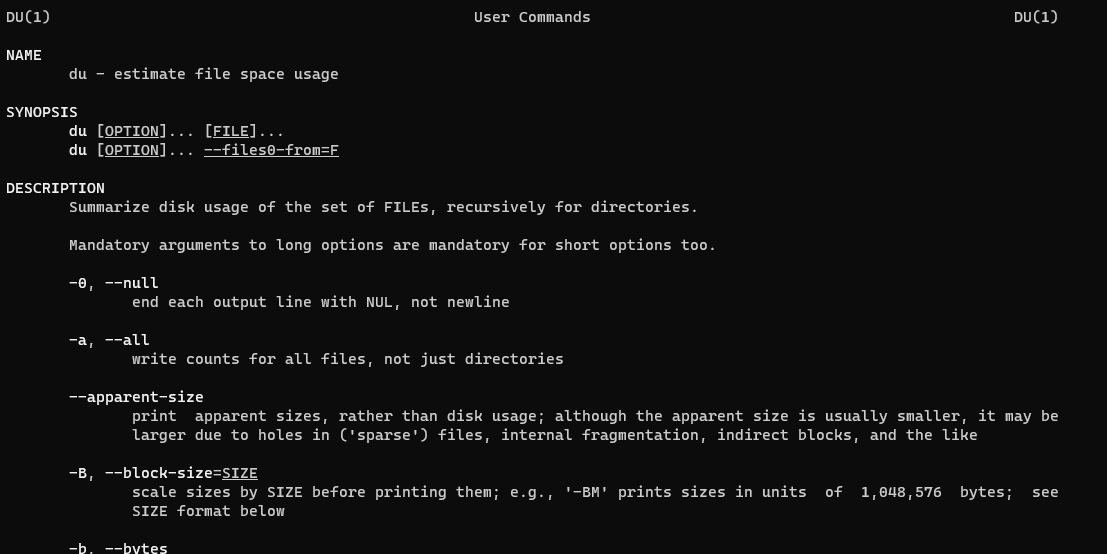 DU(1) User Commands DU(1)
NAME
du - estimate file space usage
SYNOPSIS
du [OPTION]... [FILE]...
du [OPTION]... --files0-from=F
DESCRIPTION
Summarize disk usage of the set of FILEs, recursively for directories.
Mandatory arguments to long options are mandatory for short options too.
-0, --null
end each output line with NUL, not newline
-a, --all
write counts for all files, not just directories
--apparent-size
print  apparent sizes, rather than disk usage; although the apparent size is usually smaller, it may be
larger due to holes in ('sparse') files, internal fragmentation, indirect blocks, and the like
-B, --block-size=SIZE
scale sizes by SIZE before printing them; e.g., '-BM' prints sizes in units  of  1,048,576  bytes;  see
SIZE format below
-b, --bytes